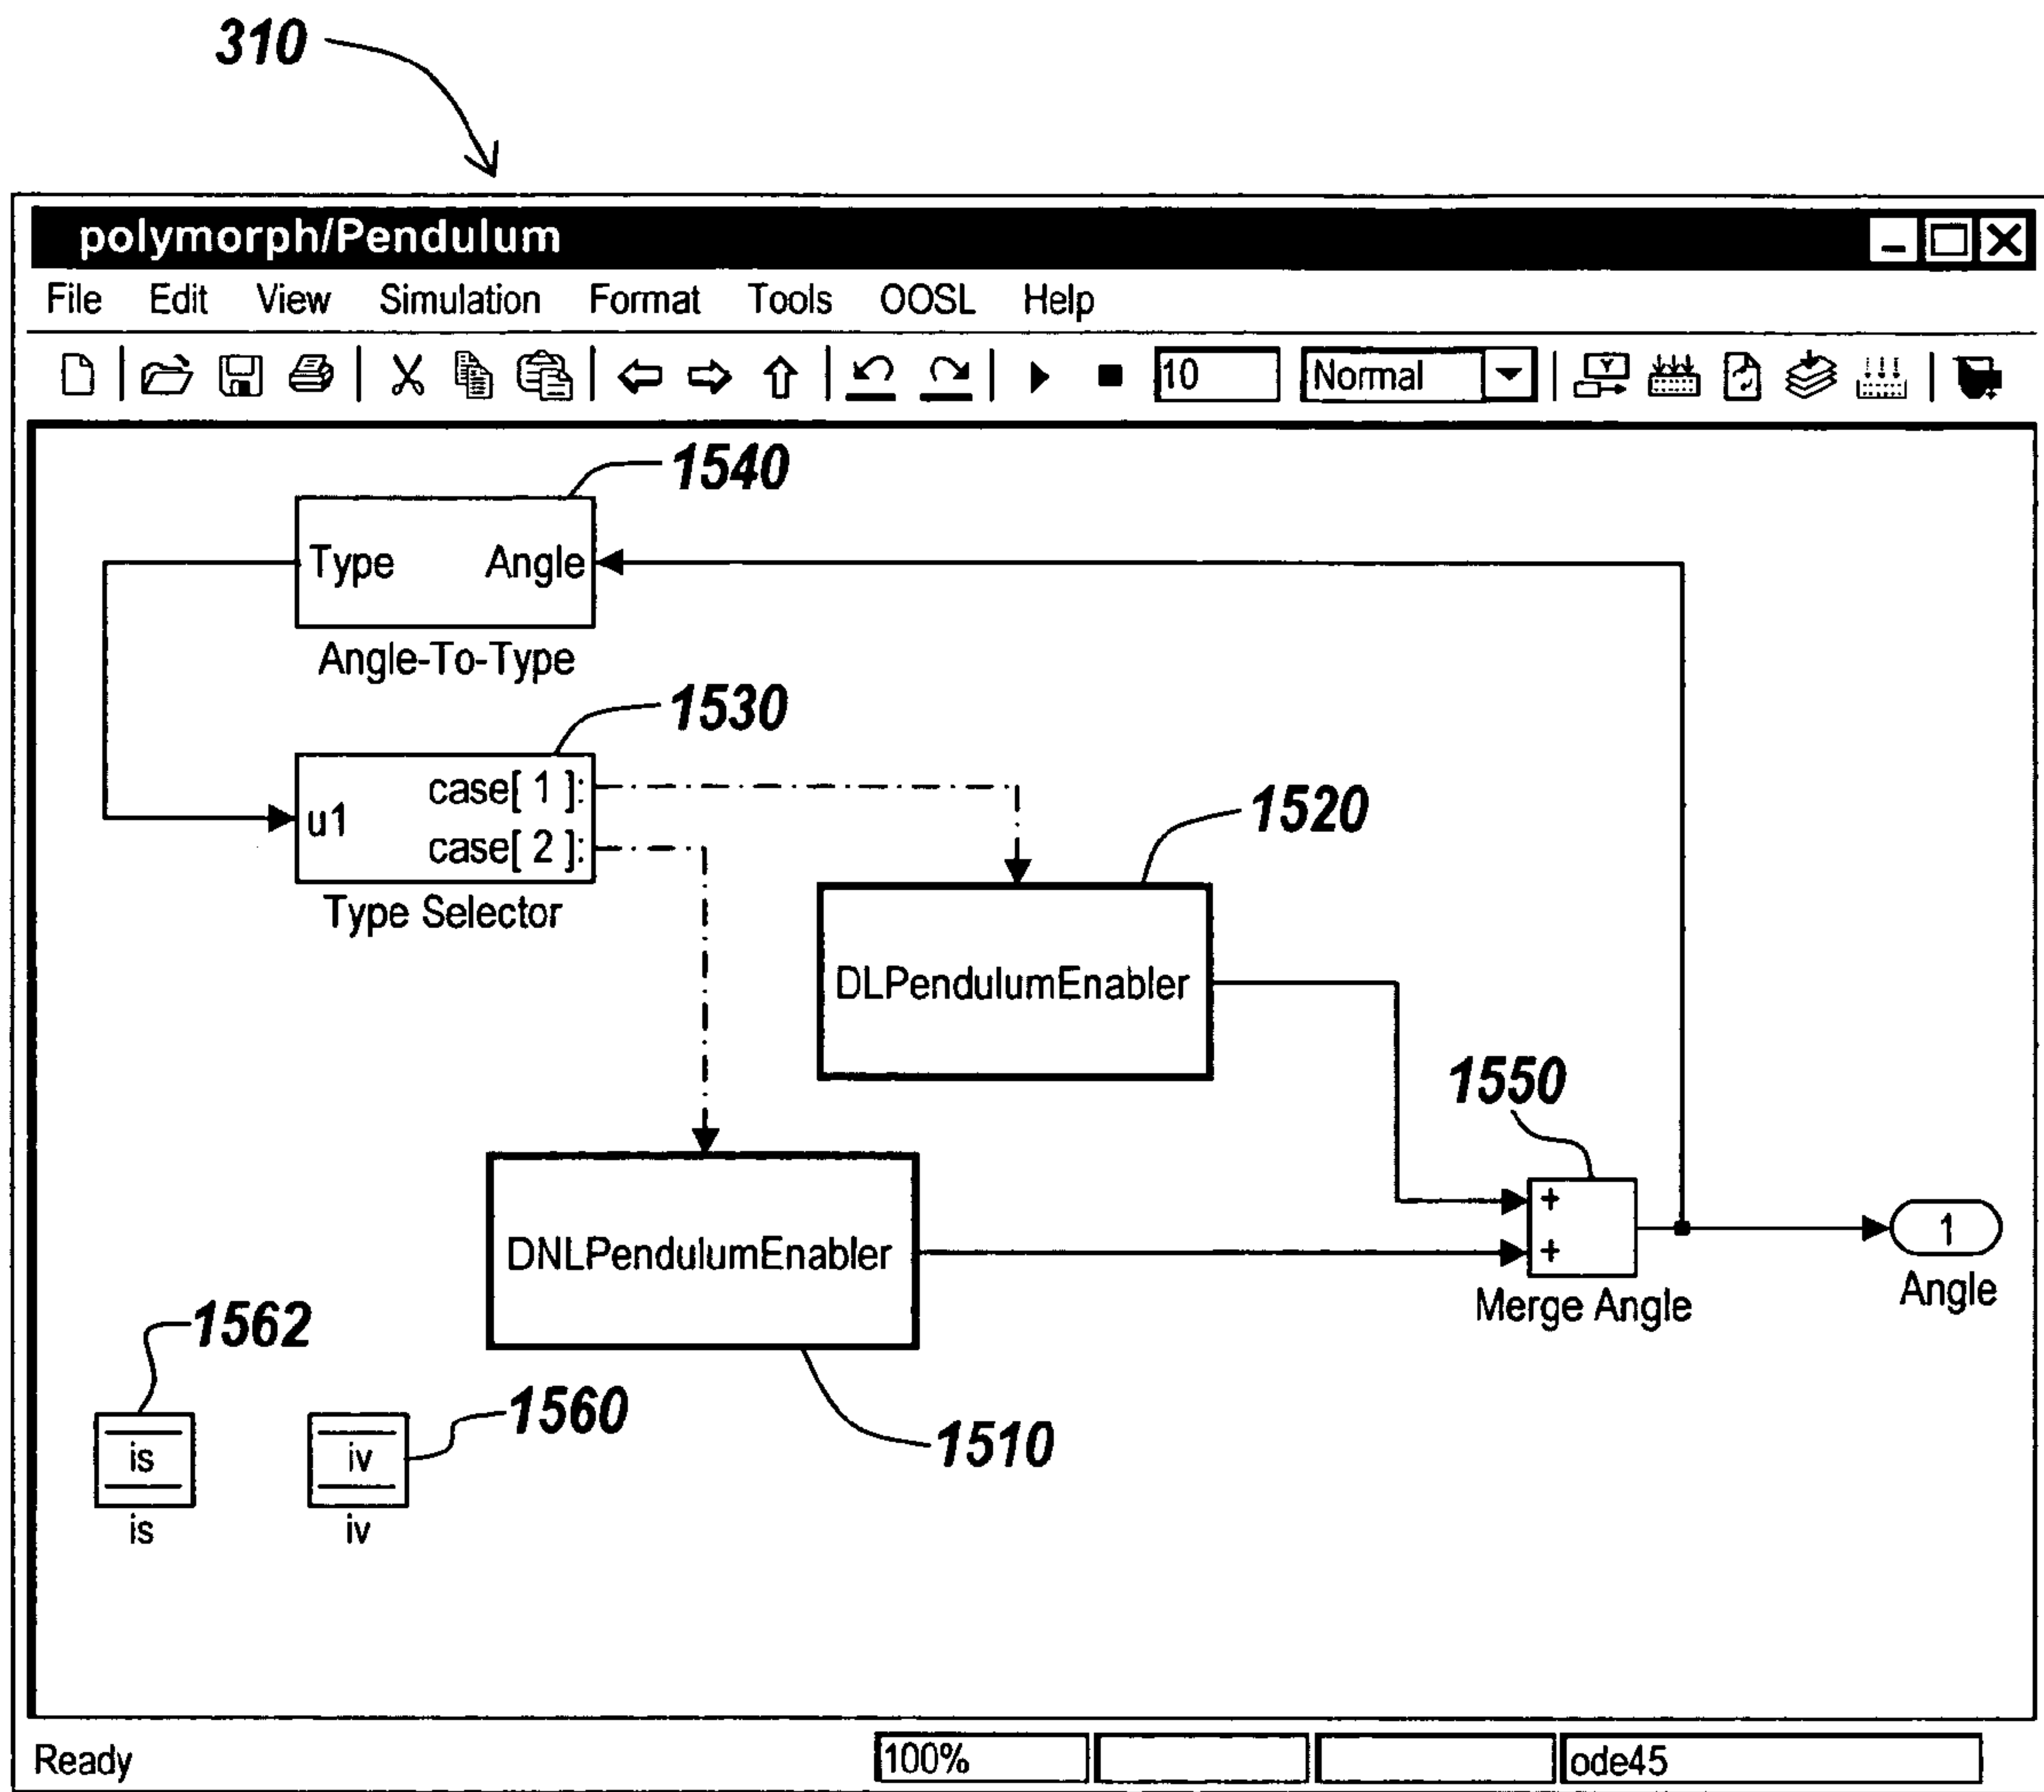 310
polymorph/Pendulum
File Edit View Simulation Format Tools OOSL Help
10 Normal
1540
Type Angle
Angle-To-Type
1530
case[ 1 ]:
u1
case[ 2 ]:
Type Selector
1520
DLPendulumEnabler
1550
+
+
Merge Angle
1
Angle
DNLPendulumEnabler
1510
1562
is
is
1560
iv
iv
Ready 100% ode45